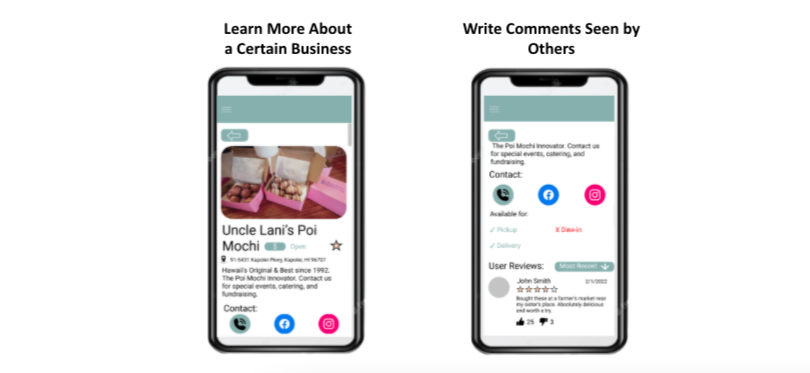 Learn More About
a Certain Business
Uncle Lani's Poi
Mochi $ Open
91-5431 Kapolei Pkwy, Kapolei, HI 96707
Hawaii's Original & Best since 1992.
The Poi Mochi Innovator. Contact us
for special events, catering, and
fundraising.
Contact:
Write Comments Seen by
Others
The Poi Mochi Innovator. Contact us
for special events, catering, and
fundraising.
Contact:
Available for:
✓ Pickup X Dine-in
✓ Delivery
User Reviews: Most Recent
John Smith 2/1/2022
Bought these at a farmer's market near
my sister's place. Absolutely delicious
and worth a try.
25 3